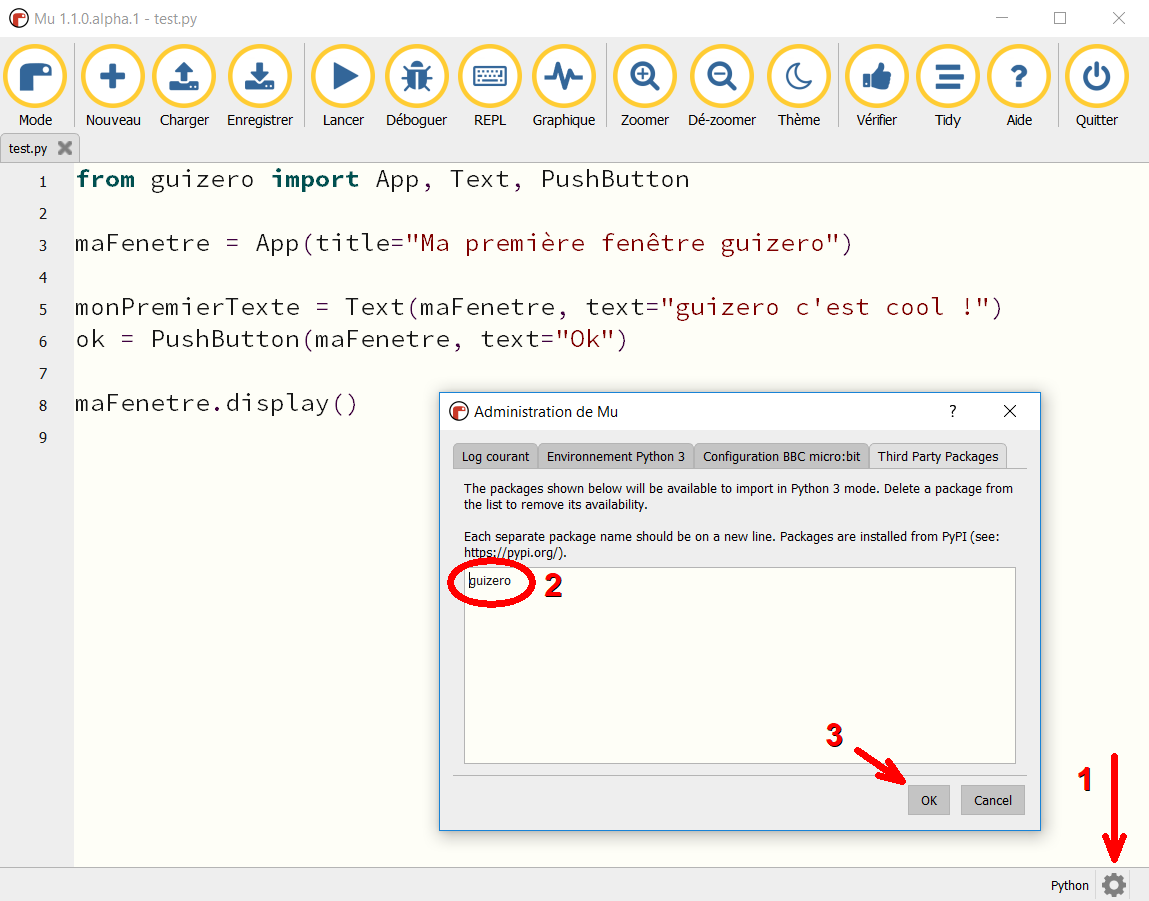 Mu 1.1.0.alpha.1 - test.py
Mode Nouveau Charger Enregistrer Lancer Déboguer REPL Graphique Zoomer Dé-zoomer Thème Vérifier Tidy Aide Quitter
test.py
1 from guizero import App, Text, PushButton
2
3 maFenetre = App(title="Ma première fenêtre guizero")
4
5 monPremierTexte = Text(maFenetre, text="guizero c'est cool !")
6 ok = PushButton(maFenetre, text="Ok")
7
8 maFenetre.display()
9
Administration de Mu ?
Log courant Environnement Python 3 Configuration BBC micro:bit Third Party Packages
The packages shown below will be available to import in Python 3 mode. Delete a package from
the list to remove its availability.
Each separate package name should be on a new line. Packages are installed from PyPI (see:
https://pypi.org/).
guizero 2
3
1
OK Cancel
Python